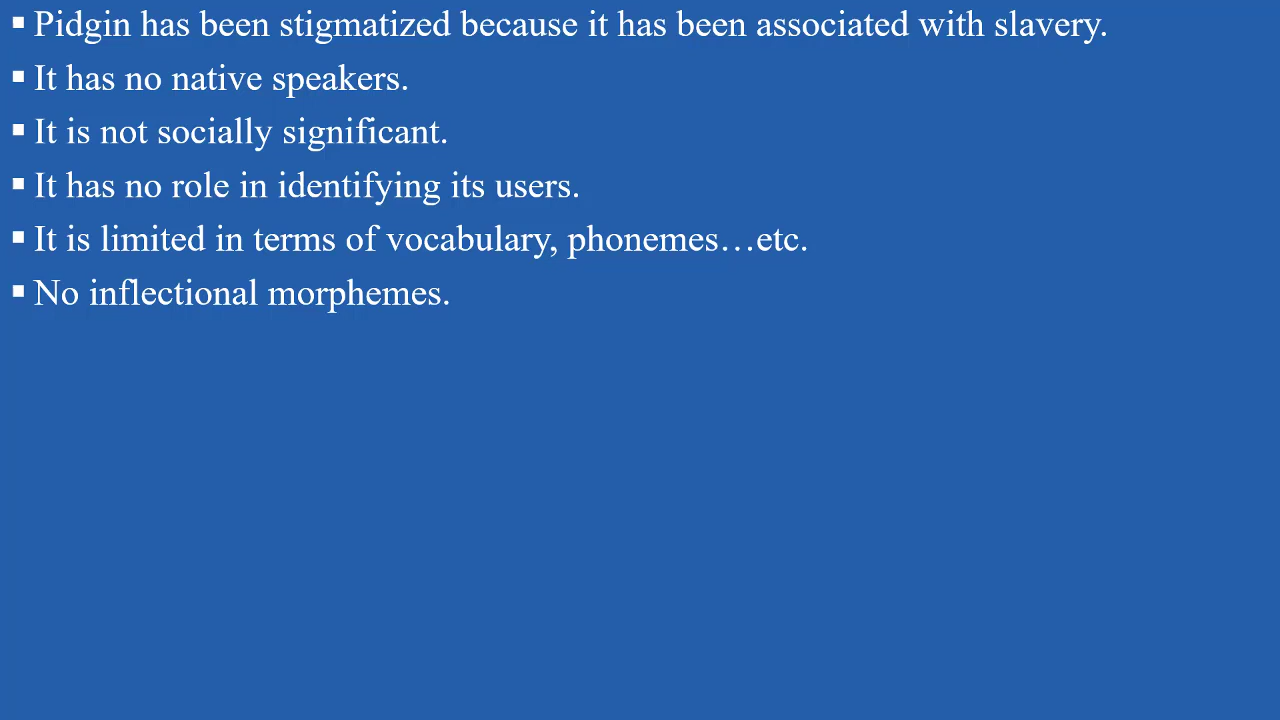 ▪ Pidgin has been stigmatized because it has been associated with slavery.
▪ It has no native speakers.
▪ It is not socially significant.
▪ It has no role in identifying its users.
▪ It is limited in terms of vocabulary, phonemes…etc.
▪ No inflectional morphemes.